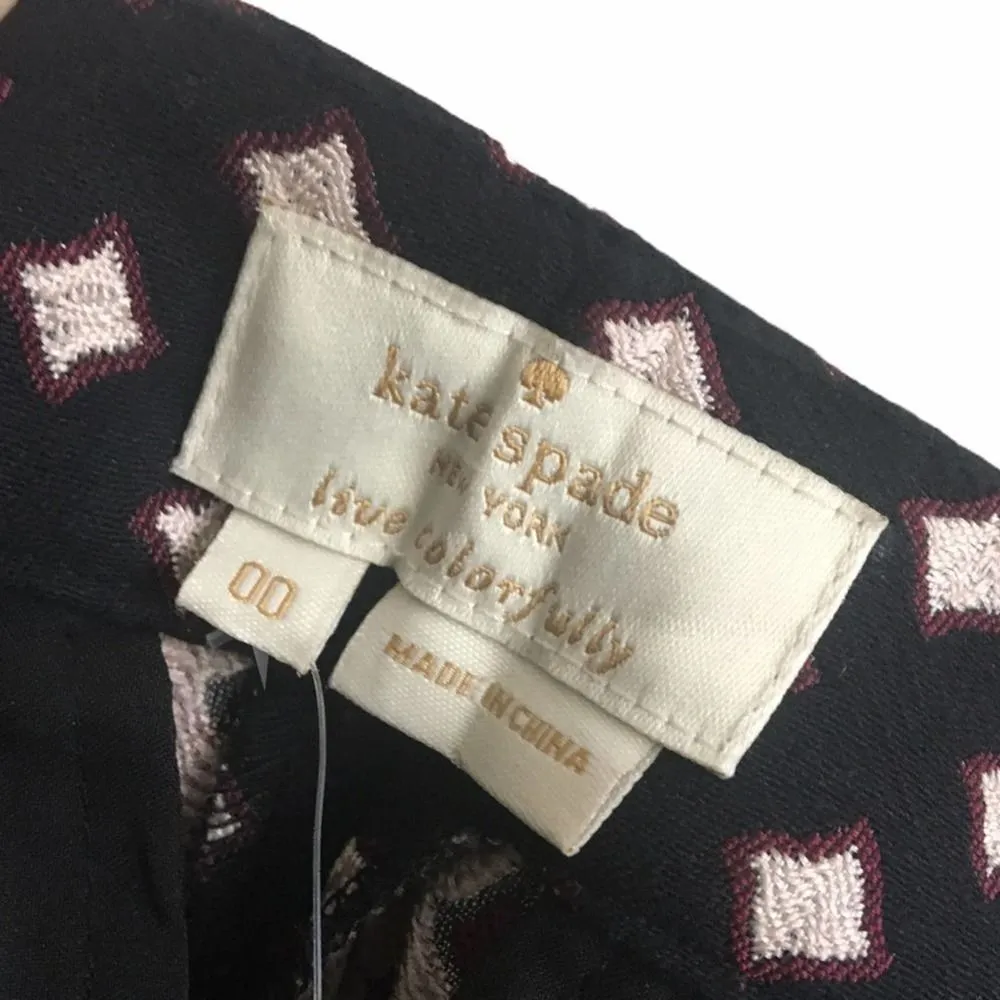 kate spade
NEW YORK
live colorfully
00
MADE IN CHINA